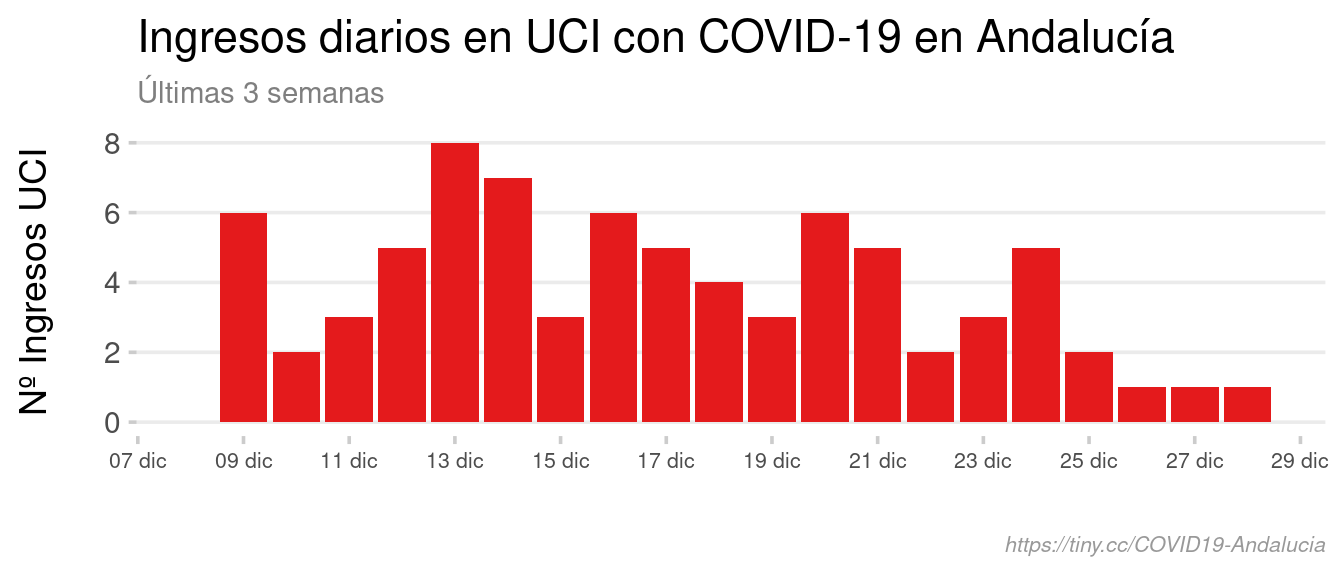 Ingresos diarios en UCI con COVID-19 en Andalucía
Últimas 3 semanas
Nº Ingresos UCI
8
6
4
2
0
07 dic 09 dic 11 dic 13 dic 15 dic 17 dic 19 dic 21 dic 23 dic 25 dic 27 dic 29 dic
https://tiny.cc/COVID19-Andalucia